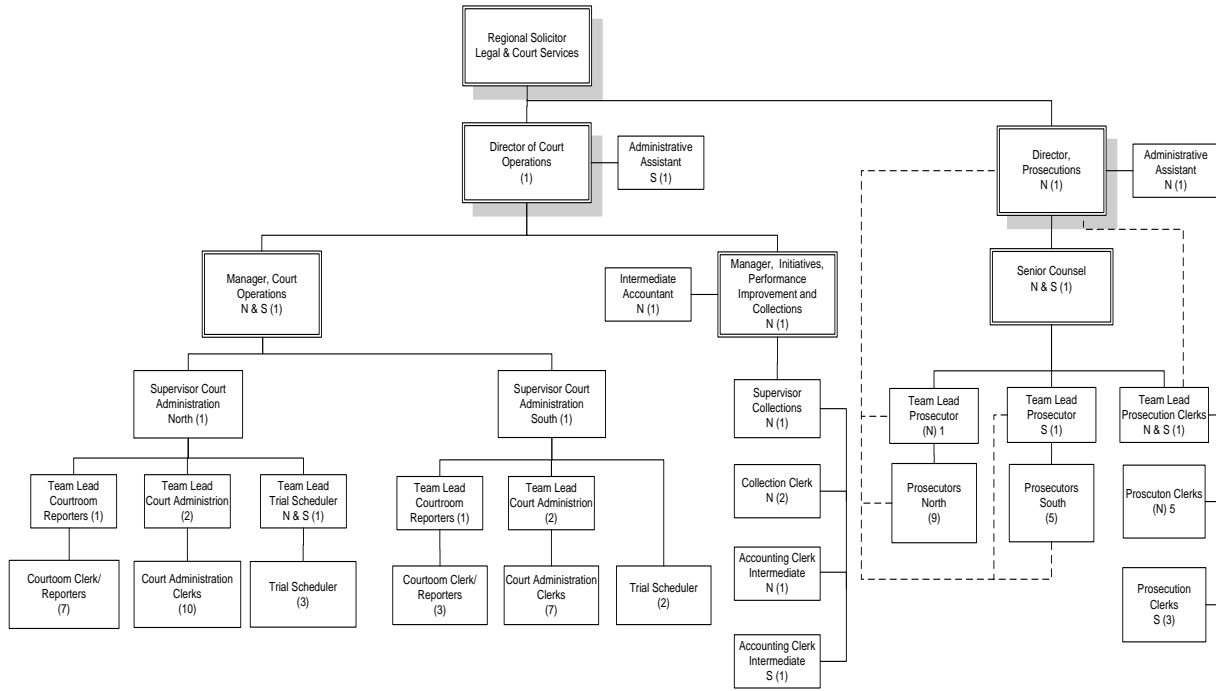 Regional Solicitor
Legal & Court Services
Director of Court
Operations
(1)
Administrative
Assistant
S (1)
Director,
Prosecutions
N (1)
Administrative
Assistant
N (1)
Manager, Court
Operations
N & S (1)
Intermediate
Accountant
N (1)
Manager, Initiatives,
Performance
Improvement and
Collections
N (1)
Senior Counsel
N & S (1)
Supervisor Court
Administration
North (1)
Supervisor Court
Administration
South (1)
Supervisor
Collections
N (1)
Team Lead
Prosecutor
(N) 1
Team Lead
Prosecutor
S (1)
Team Lead
Prosecution Clerks
N & S (1)
Team Lead
Courtroom
Reporters (1)
Team Lead
Court Administrion
(2)
Team Lead
Trial Scheduler
N & S (1)
Team Lead
Courtroom
Reporters (1)
Team Lead
Court Administration
(2)
Collection Clerk
N (2)
Prosecutors
North
(9)
Prosecutors
South
(5)
Proscuton Clerks
(N) 5
Courtoom Clerk/
Reporters
(7)
Court Administration
Clerks
(10)
Trial Scheduler
(3)
Courtoom Clerk/
Reporters
(3)
Court Administration
Clerks
(7)
Trial Scheduler
(2)
Accounting Clerk
Intermediate
N (1)
Prosecution
Clerks
S (3)
Accounting Clerk
Intermediate
S (1)